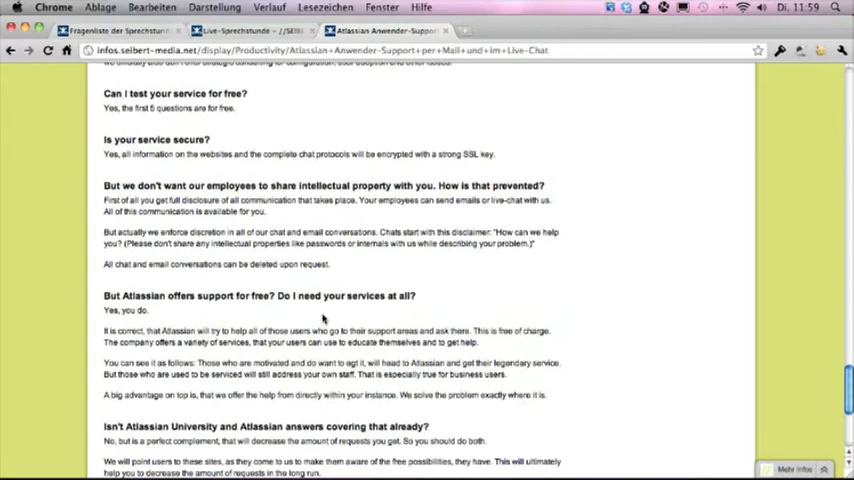 Chrome Ablage Bearbeiten Darstellung Verlauf Lesezeichen Fenster Hilfe Di. 11:59
Fragenliste der Sprechstund Live-Sprechstunde – //SEIB Atlassian Anwender-Suppor
infos.seibert-media.net/display/Productivity/Atlassian+Anwender-Support+per+Mail+und+im+Live-Chat
Can I test your service for free?
Yes, the first 5 questions are for free.
Is your service secure?
Yes, all information on the websites and the complete chat protocols will be encrypted with a strong SSL key.
But we don't want our employees to share intellectual property with you. How is that prevented?
First of all you get full disclosure of all communication that takes place. Your employees can send emails or live-chat with us.
All of this communication is available for you.
But actually we enforce discretion in all of our chat and email conversations. Chats start with this disclaimer: "How can we help
you? (Please don't share any intellectual properties like passwords or internals with us while describing your problem.)"
All chat and email conversations can be deleted upon request.
But Atlassian offers support for free? Do I need your services at all?
Yes, you do.
It is correct, that Atlassian will try to help all of those users who go to their support areas and ask there. This is free of charge.
The company offers a variety of services, that your users can use to educate themselves and to get help.
You can see it as follows: Those who are motivated and do want to get it, will head to Atlassian and get their legendary service.
But those who are used to be serviced will still address your own staff. That is especially true for business users.
A big advantage on top is, that we offer the help from directly within your instance. We solve the problem exactly where it is.
Isn't Atlassian University and Atlassian answers covering that already?
No, but is a perfect complement, that will decrease the amount of requests you get. So you should do both.
We will point users to these sites, as they come to us to make them aware of the free possibilities, they have. This will ultimately
help you to decrease the amount of requests in the long run.
Mehr Infos